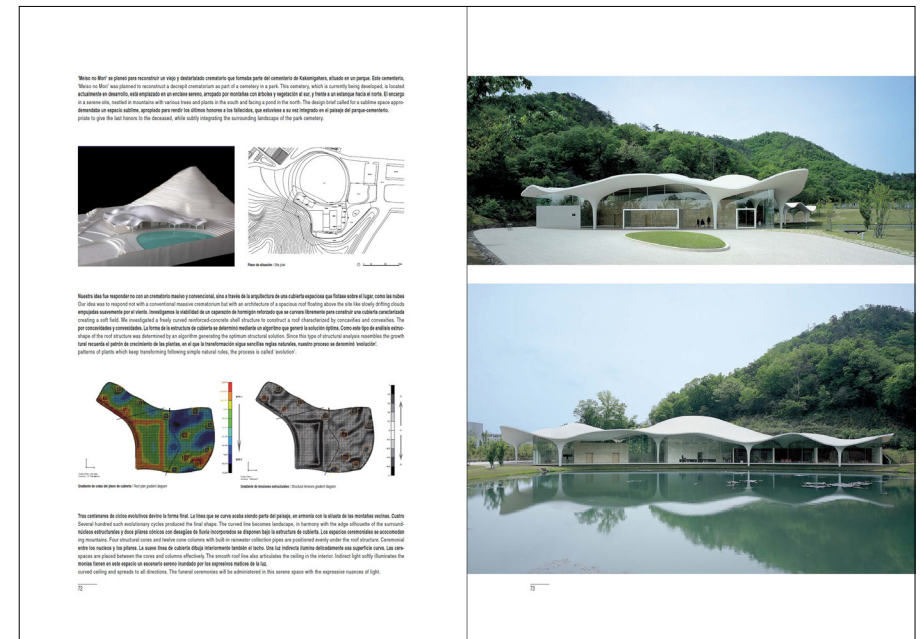 'Meiso no Mori' se planeó para reconstruir un viejo y destartalado crematorio que formaba parte del cementerio de Kakamigahara, situado en un parque. Este cementerio,
'Meiso no Mori' was planned to reconstruct a decrepit crematorium as part of a cemetery in a park. This cemetery, which is currently being developed, is located
actualmente en desarrollo, está emplazado en un enclave sereno, arropado por montañas con árboles y vegetación al sur, y frente a un estanque hacia el norte. El encargo
in a serene site, nestled in mountains with various trees and plants in the south and facing a pond in the north. The design brief called for a sublime space appro-
demandaba un espacio sublime, apropiado para rendir los últimos honores a los fallecidos, que estuviese a su vez integrado en el paisaje del parque-cementerio.
priate to give the last honors to the deceased, while subtly integrating the surrounding landscape of the park cemetery.
Plano de situación / Site plan
Nuestra idea fue responder no con un crematorio masivo y convencional, sino a través de la arquitectura de una cubierta espaciosa que flotase sobre el lugar, como las nubes
Our idea was to respond not with a conventional massive crematorium but with an architecture of a spacious roof floating above the site like slowly drifting clouds
empujadas suavemente por el viento. Investigamos la viabilidad de un caparazón de hormigón reforzado que se curvara libremente para construir una cubierta caracterizada
creating a soft field. We investigated a freely curved reinforced-concrete shell structure to construct a roof characterized by concavities and convexities. The
por concavidades y convexidades. La forma de la estructura de cubierta se determinó mediante un algoritmo que generó la solución óptima. Como este tipo de análisis estruc-
shape of the roof structure was determined by an algorithm generating the optimum structural solution. Since this type of structural analysis resembles the growth
tural recuerda el patrón de crecimiento de las plantas, en el que la transformación sigue sencillas reglas naturales, nuestro proceso se denominó 'evolución'.
patterns of plants which keep transforming following simple natural rules, the process is called 'evolution'.
Gradiente de cotas del plano de cubierta / Roof plan gradient diagram
Gradiente de tensiones estructurales / Structural tensions gradient diagram
Tres centenares de ciclos evolutivos devino la forma final. La línea que se curva acaba siendo parte del paisaje, en armonía con la silueta de las montañas vecinas. Cuatro
Several hundred such evolutionary cycles produced the final shape. The curved line becomes landscape, in harmony with the edge silhouette of the surround-
núcleos estructurales y doce pilares cónicos con desagües de lluvia incorporados se disponen bajo la estructura de cubierta. Los espacios ceremoniales se acocomodan
ing mountains. Four structural cores and twelve cone columns with built-in rainwater collection pipes are positioned evenly under the roof structure. Ceremonial
entre los núcleos y los pilares. La suave línea de cubierta dibuja interiormente también el techo. Una luz indirecta ilumina delicadamente esa superficie curva. Las cere-
spaces are placed between the cores and columns effectively. The smooth roof line also articulates the ceiling in the interior. Indirect light softly illuminates the
monias tienen en este espacio un escenario sereno inundado por los expresivos matices de la luz.
curved ceiling and spreads to all directions. The funeral ceremonies will be administered in this serene space with the expressive nuances of light.
72
73